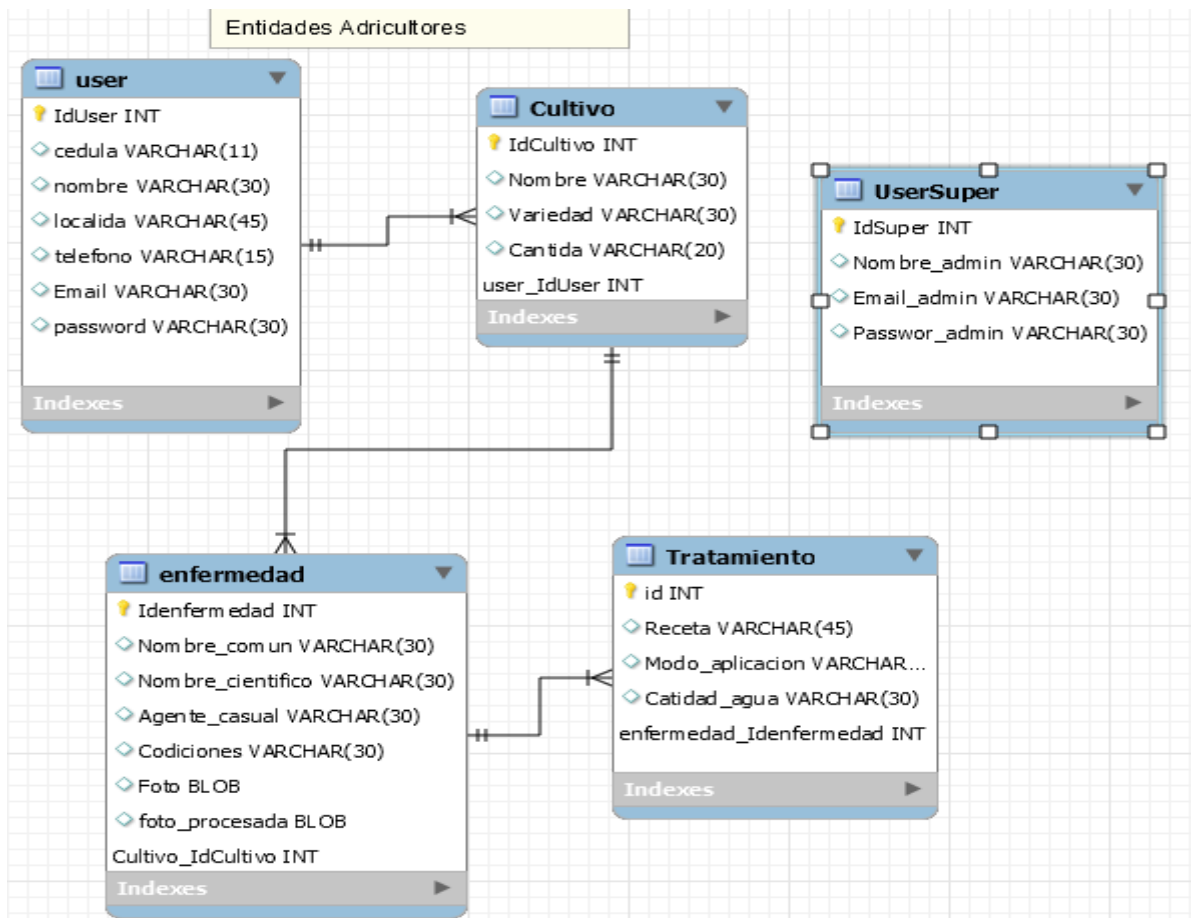 Entidades Adricultores
user
IdUser INT
cedula VARCHAR(11)
nombre VARCHAR(30)
localida VARCHAR(45)
telefono VARCHAR(15)
Email VARCHAR(30)
password VARCHAR(30)
Indexes
Cultivo
IdCultivo INT
Nombre VARCHAR(30)
Variedad VARCHAR(30)
Cantida VARCHAR(20)
user_IdUser INT
Indexes
UserSuper
IdSuper INT
Nombre_admin VARCHAR(30)
Email_admin VARCHAR(30)
Passwor_admin VARCHAR(30)
Indexes
enfermedad
Idenfermedad INT
Nombre_comun VARCHAR(30)
Nombre_cientifico VARCHAR(30)
Agente_casual VARCHAR(30)
Codiciones VARCHAR(30)
Foto BLOB
foto_procesada BLOB
Cultivo_IdCultivo INT
Indexes
Tratamiento
id INT
Receta VARCHAR(45)
Modo_aplicacion VARCHAR...
Catidad_agua VARCHAR(30)
enfermedad_Idenfermedad INT
Indexes